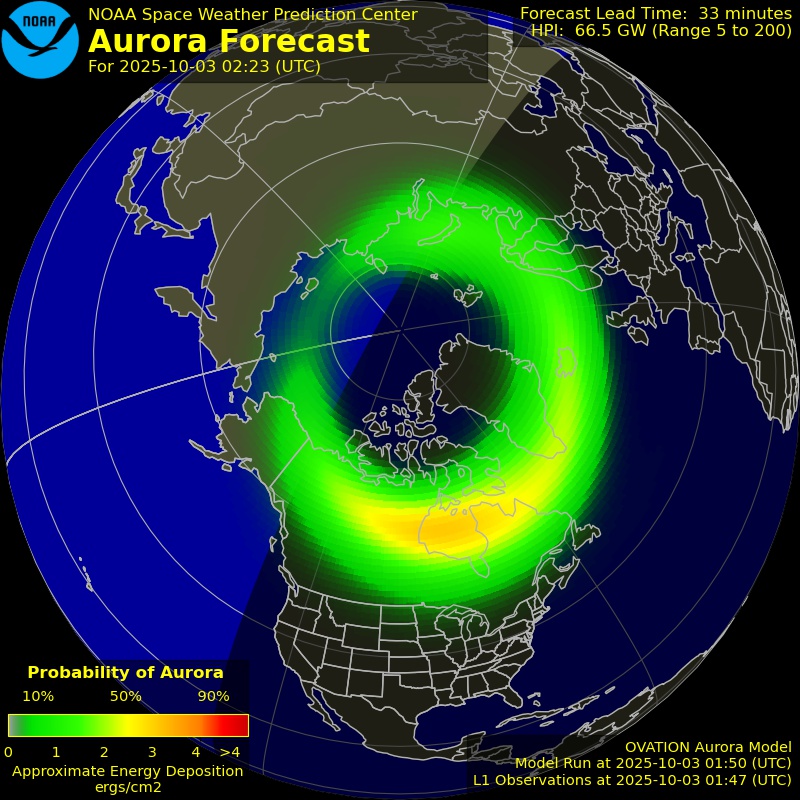 NOAA
NOAA Space Weather Prediction Center
Aurora Forecast
For 2025-10-03 02:23 (UTC)
Forecast Lead Time: 33 minutes
HPI: 66.5 GW (Range 5 to 200)
Probability of Aurora
10% 50% 90%
0 1 2 3 4 >4
Approximate Energy Deposition
ergs/cm2
OVATION Aurora Model
Model Run at 2025-10-03 01:50 (UTC)
L1 Observations at 2025-10-03 01:47 (UTC)